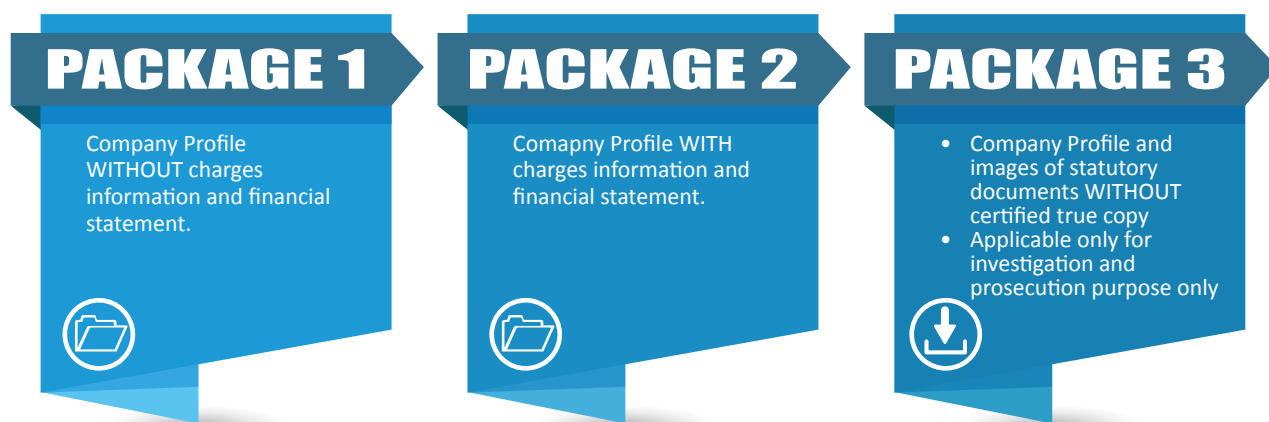 PACKAGE 1
Company Profile
WITHOUT charges
information and financial
statement.
PACKAGE 2
Comapny Profile WITH
charges information and
financial statement.
PACKAGE 3
• Company Profile and
images of statutory
documents WITHOUT
certified true copy
• Applicable only for
investigation and
prosecution purpose only